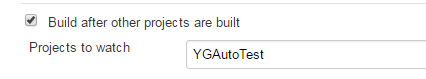 Build after other projects are built
Projects to watch
YGAutoTest